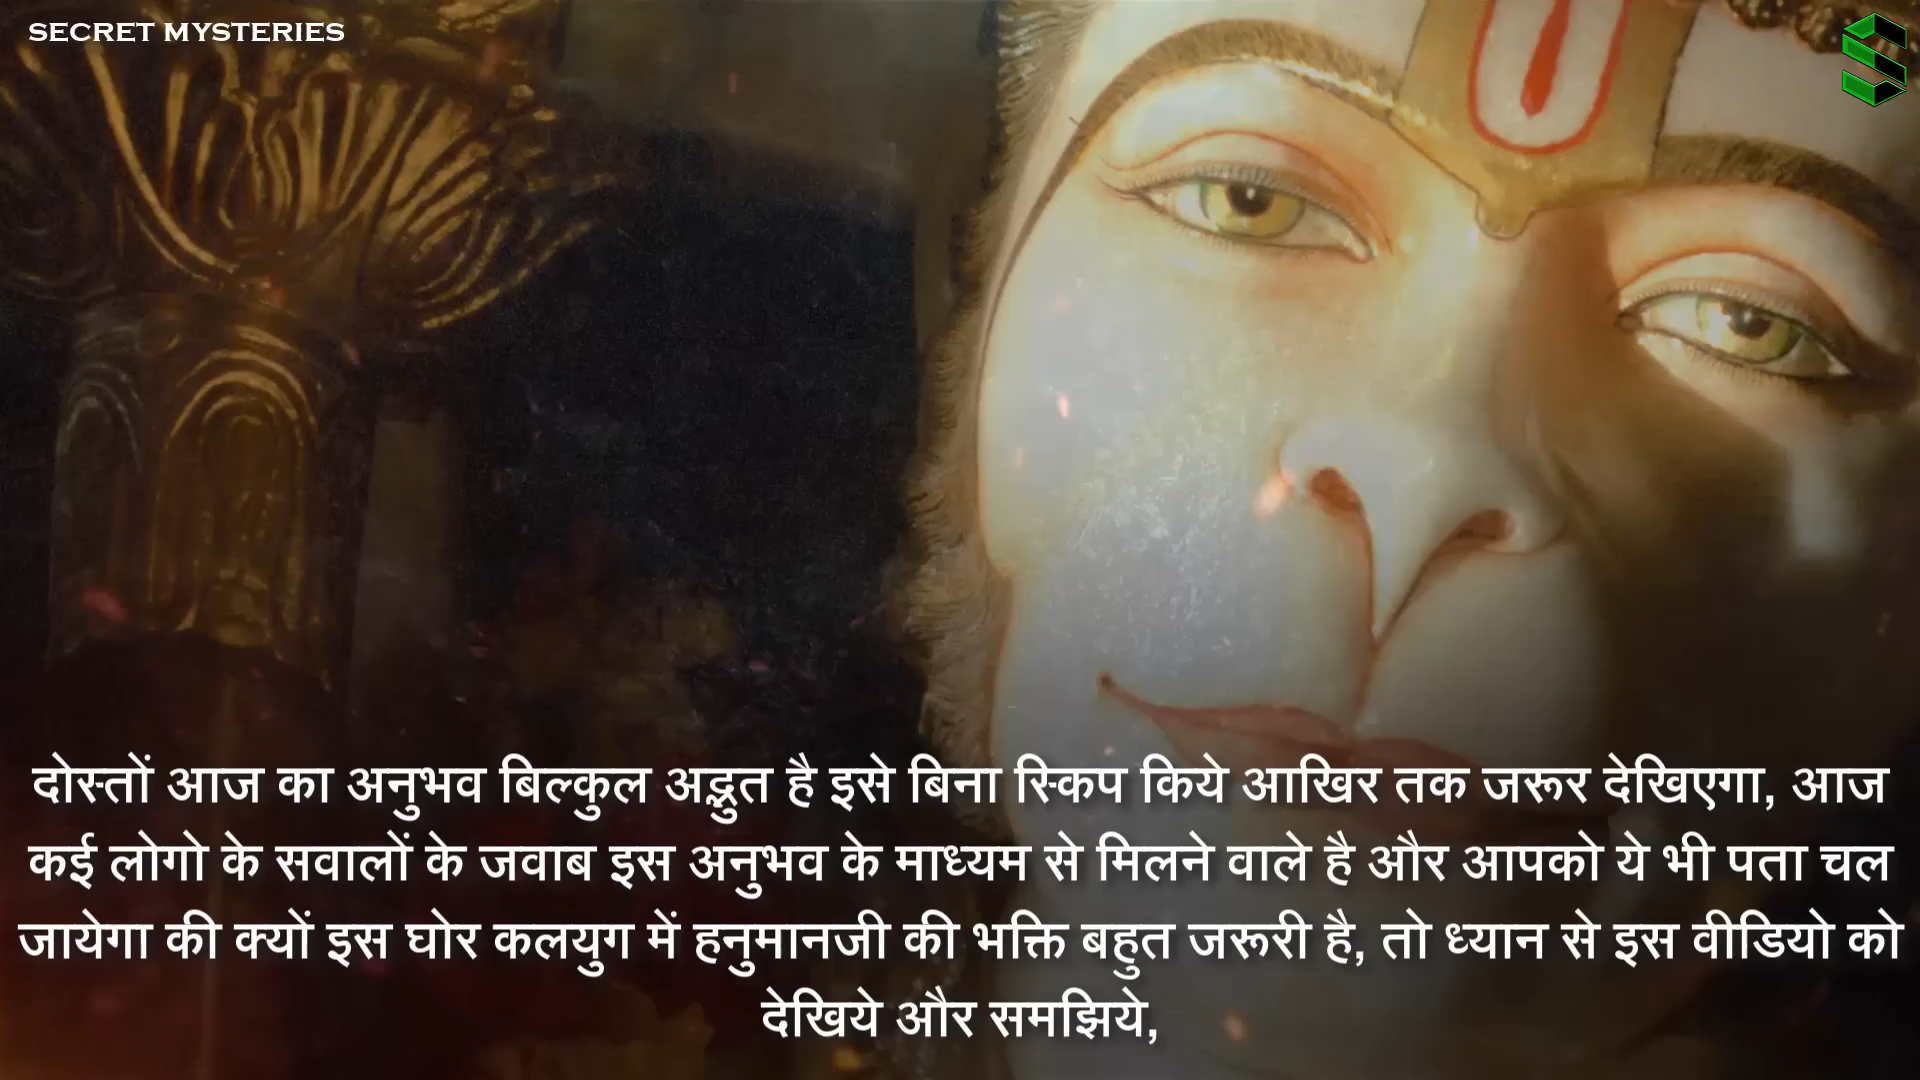 SECRET MYSTERIES
दोस्तों आज का अनुभव बिल्कुल अद्भुत है इसे बिना स्किप किये आखिर तक जरूर देखिएगा, आज
कई लोगो के सवालों के जवाब इस अनुभव के माध्यम से मिलने वाले है और आपको ये भी पता चल
जायेगा की क्यों इस घोर कलयुग में हनुमानजी की भक्ति बहुत जरूरी है, तो ध्यान से इस वीडियो को
देखिये और समझिये,